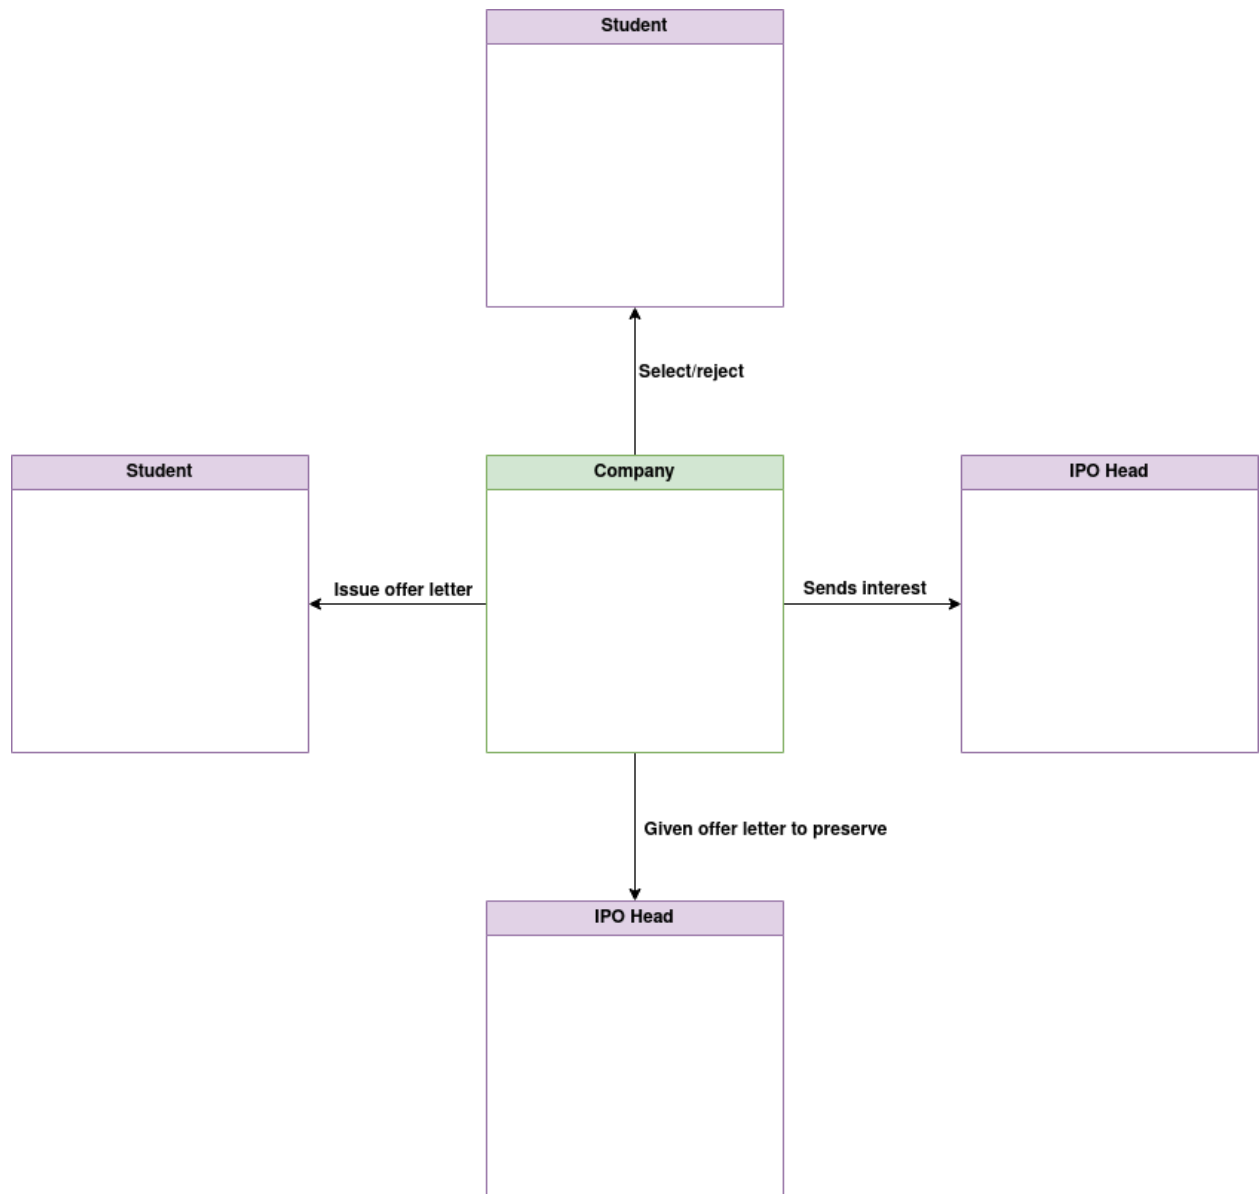 Student
Select/reject
Student
Company
IPO Head
Issue offer letter
Sends interest
Given offer letter to preserve
IPO Head